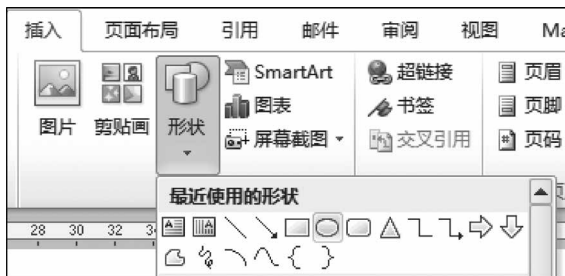 插入 页面布局 引用 邮件 审阅 视图 Ma
SmartArt 超链接 页眉
图表 书签 页脚
图片 剪贴画 形状 屏幕截图 交叉引用 页码
最近使用的形状
28 30 32